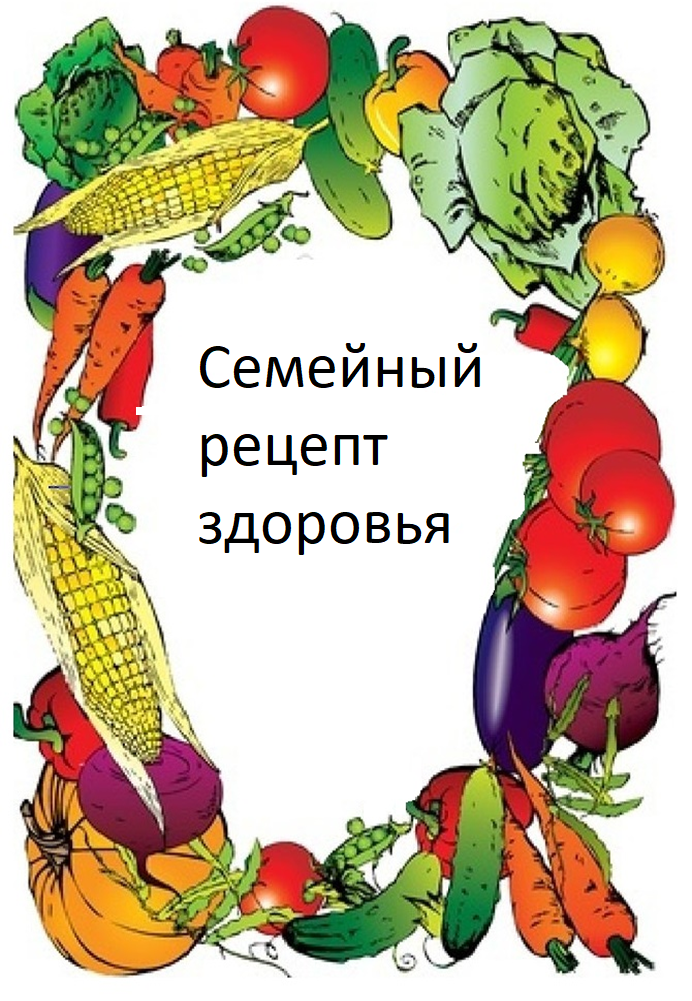 Семейный
рецепт
здоровья